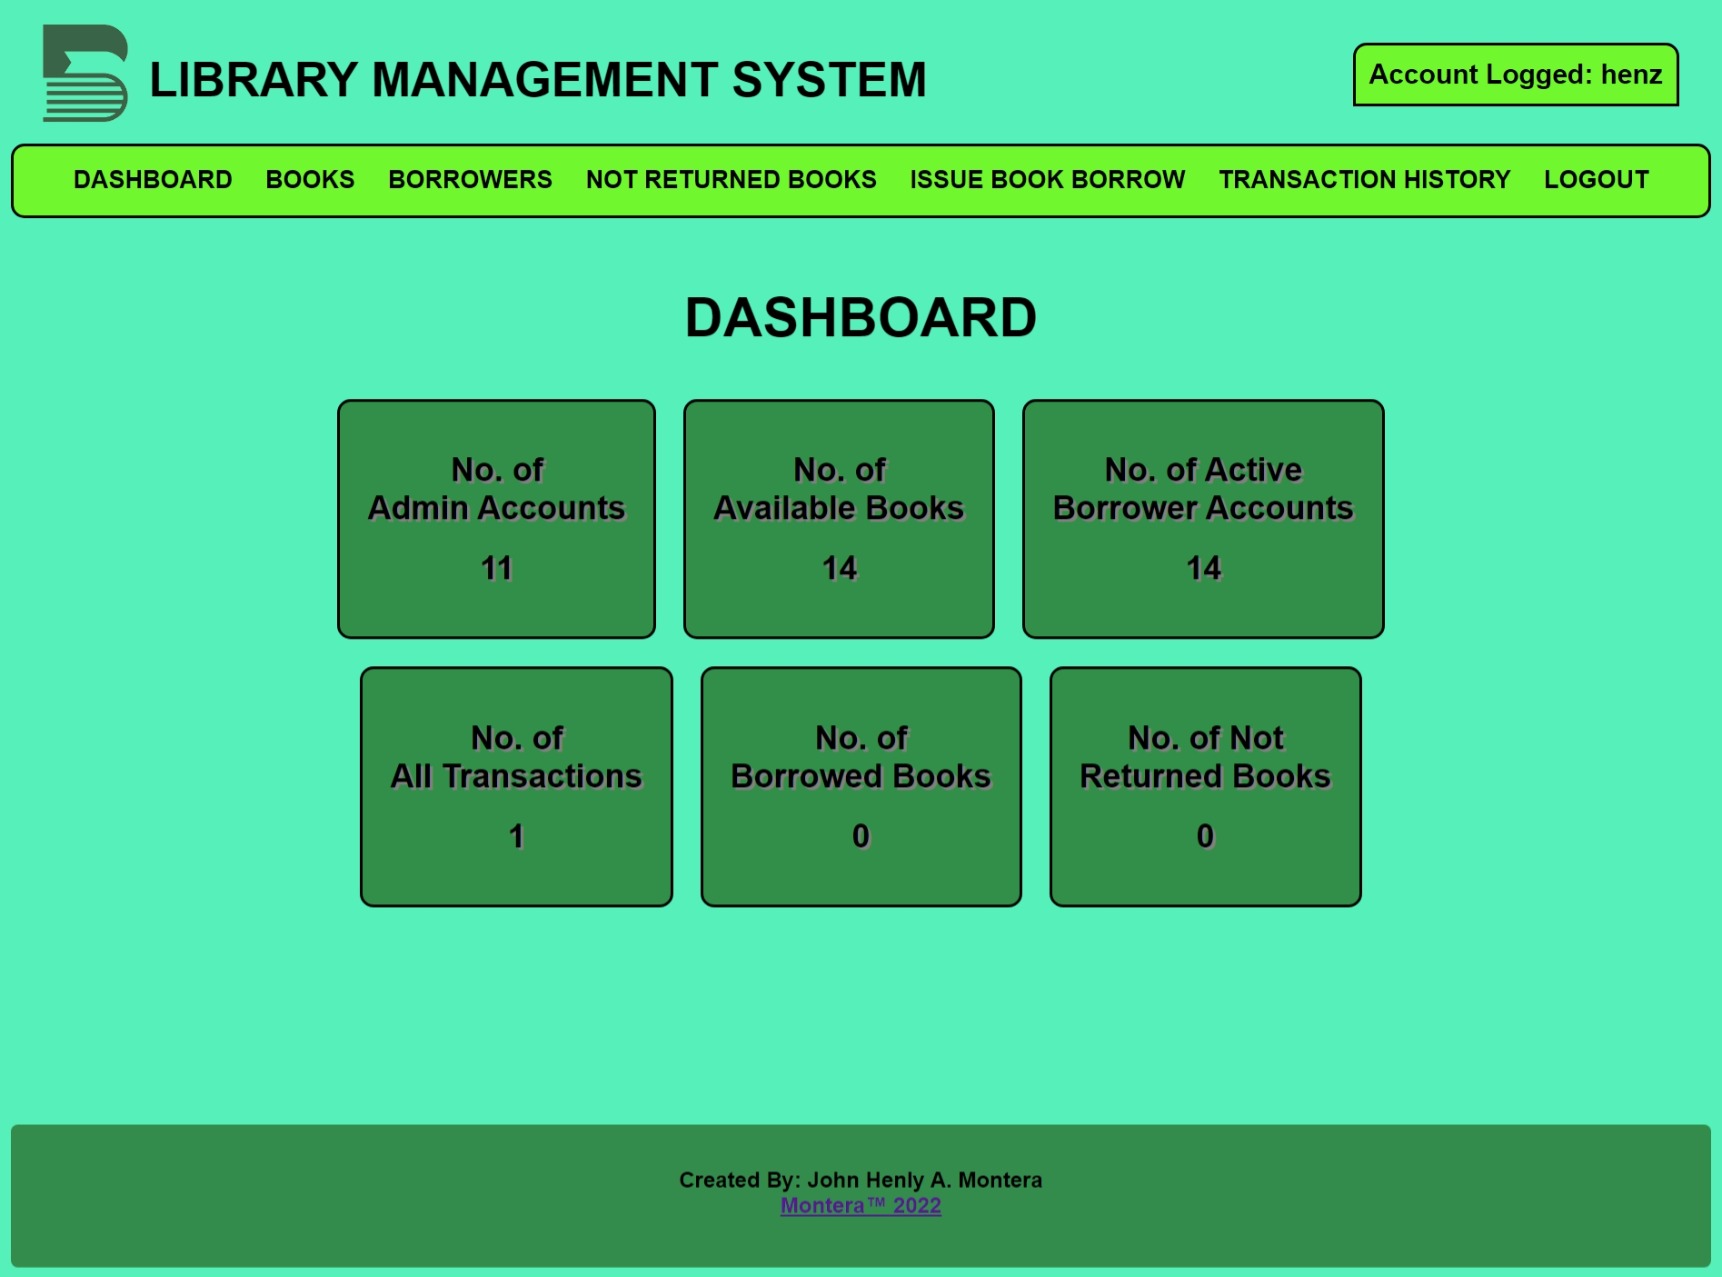 LIBRARY MANAGEMENT SYSTEM
Account Logged: henz
DASHBOARD BOOKS BORROWERS NOT RETURNED BOOKS ISSUE BOOK BORROW TRANSACTION HISTORY LOGOUT
DASHBOARD
No. of
Admin Accounts
11
No. of
Available Books
14
No. of Active
Borrower Accounts
14
No. of
All Transactions
1
No. of
Borrowed Books
0
No. of Not
Returned Books
0
Created By: John Henly A. Montera
Montera™ 2022